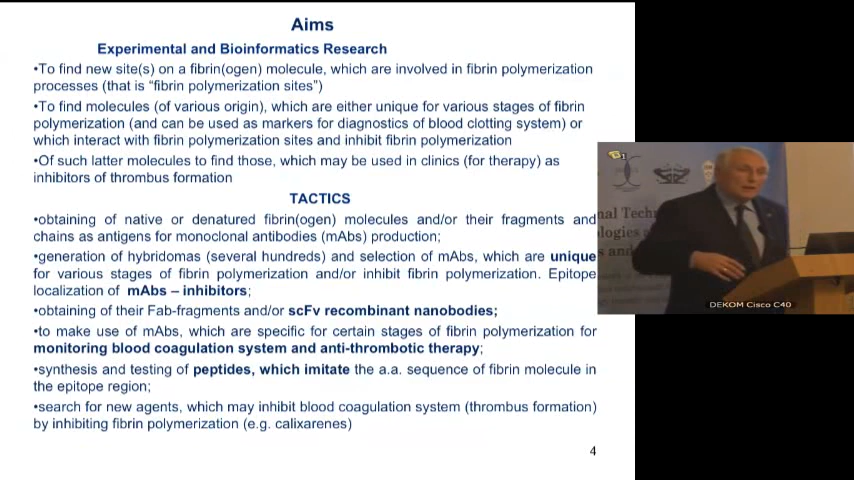 Aims
Experimental and Bioinformatics Research
•To find new site(s) on a fibrin(ogen) molecule, which are involved in fibrin polymerization
processes (that is “fibrin polymerization sites”)
•To find molecules (of various origin), which are either unique for various stages of fibrin
polymerization (and can be used as markers for diagnostics of blood clotting system) or
which interact with fibrin polymerization sites and inhibit fibrin polymerization
•Of such latter molecules to find those, which may be used in clinics (for therapy) as
inhibitors of thrombus formation
TACTICS
•obtaining of native or denatured fibrin(ogen) molecules and/or their fragments and
chains as antigens for monoclonal antibodies (mAbs) production;
•generation of hybridomas (several hundreds) and selection of mAbs, which are unique
for various stages of fibrin polymerization and/or inhibit fibrin polymerization. Epitope
localization of mAbs – inhibitors;
•obtaining of their Fab-fragments and/or scFv recombinant nanobodies;
•to make use of mAbs, which are specific for certain stages of fibrin polymerization for
monitoring blood coagulation system and anti-thrombotic therapy;
•synthesis and testing of peptides, which imitate the a.a. sequence of fibrin molecule in
the epitope region;
•search for new agents, which may inhibit blood coagulation system (thrombus formation)
by inhibiting fibrin polymerization (e.g. calixarenes)
4
nal Techn
ologies
and
DEKOM Cisco C40